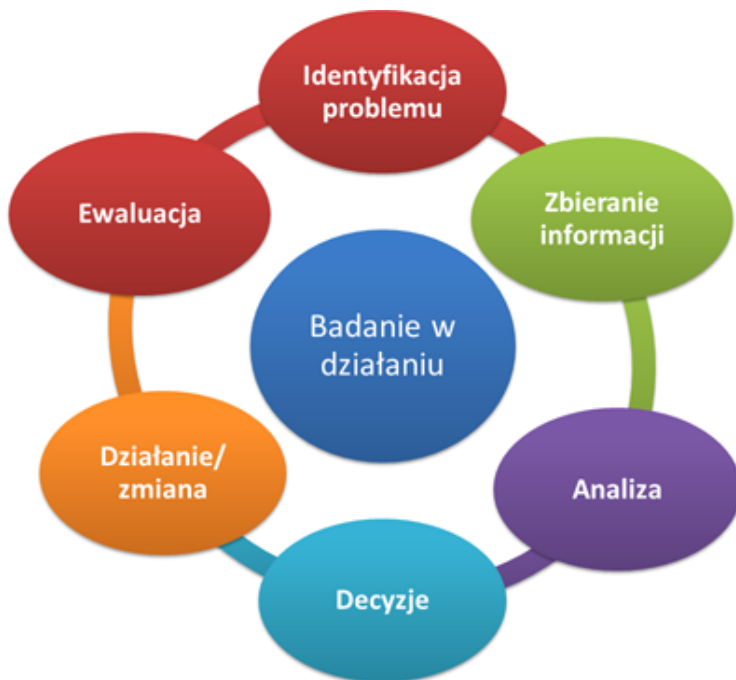 Identyfikacja
problemu
Zbieranie
informacji
Analiza
Decyzje
Działanie/
zmiana
Ewaluacja
Badanie w
działaniu